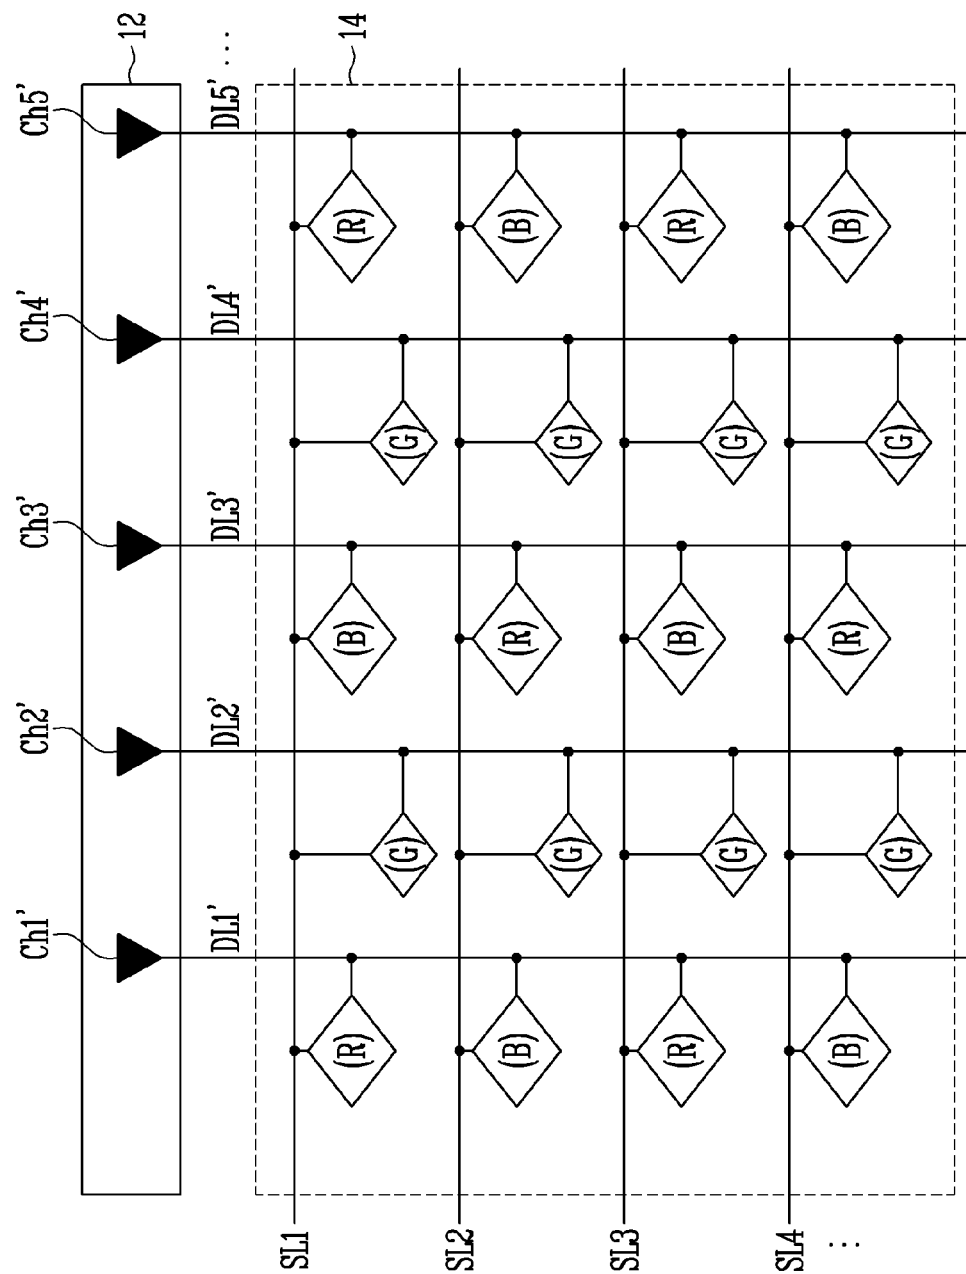 Ch1' Ch2' Ch3' Ch4' Ch5'
12
DL1' DL2' DL3' DL4' DL5' ...
14
SL1
(R) (G) (B) (G) (R)
SL2
(B) (G) (R) (G) (B)
SL3
(R) (G) (B) (G) (R)
SL4
(B) (G) (R) (G) (B)
...